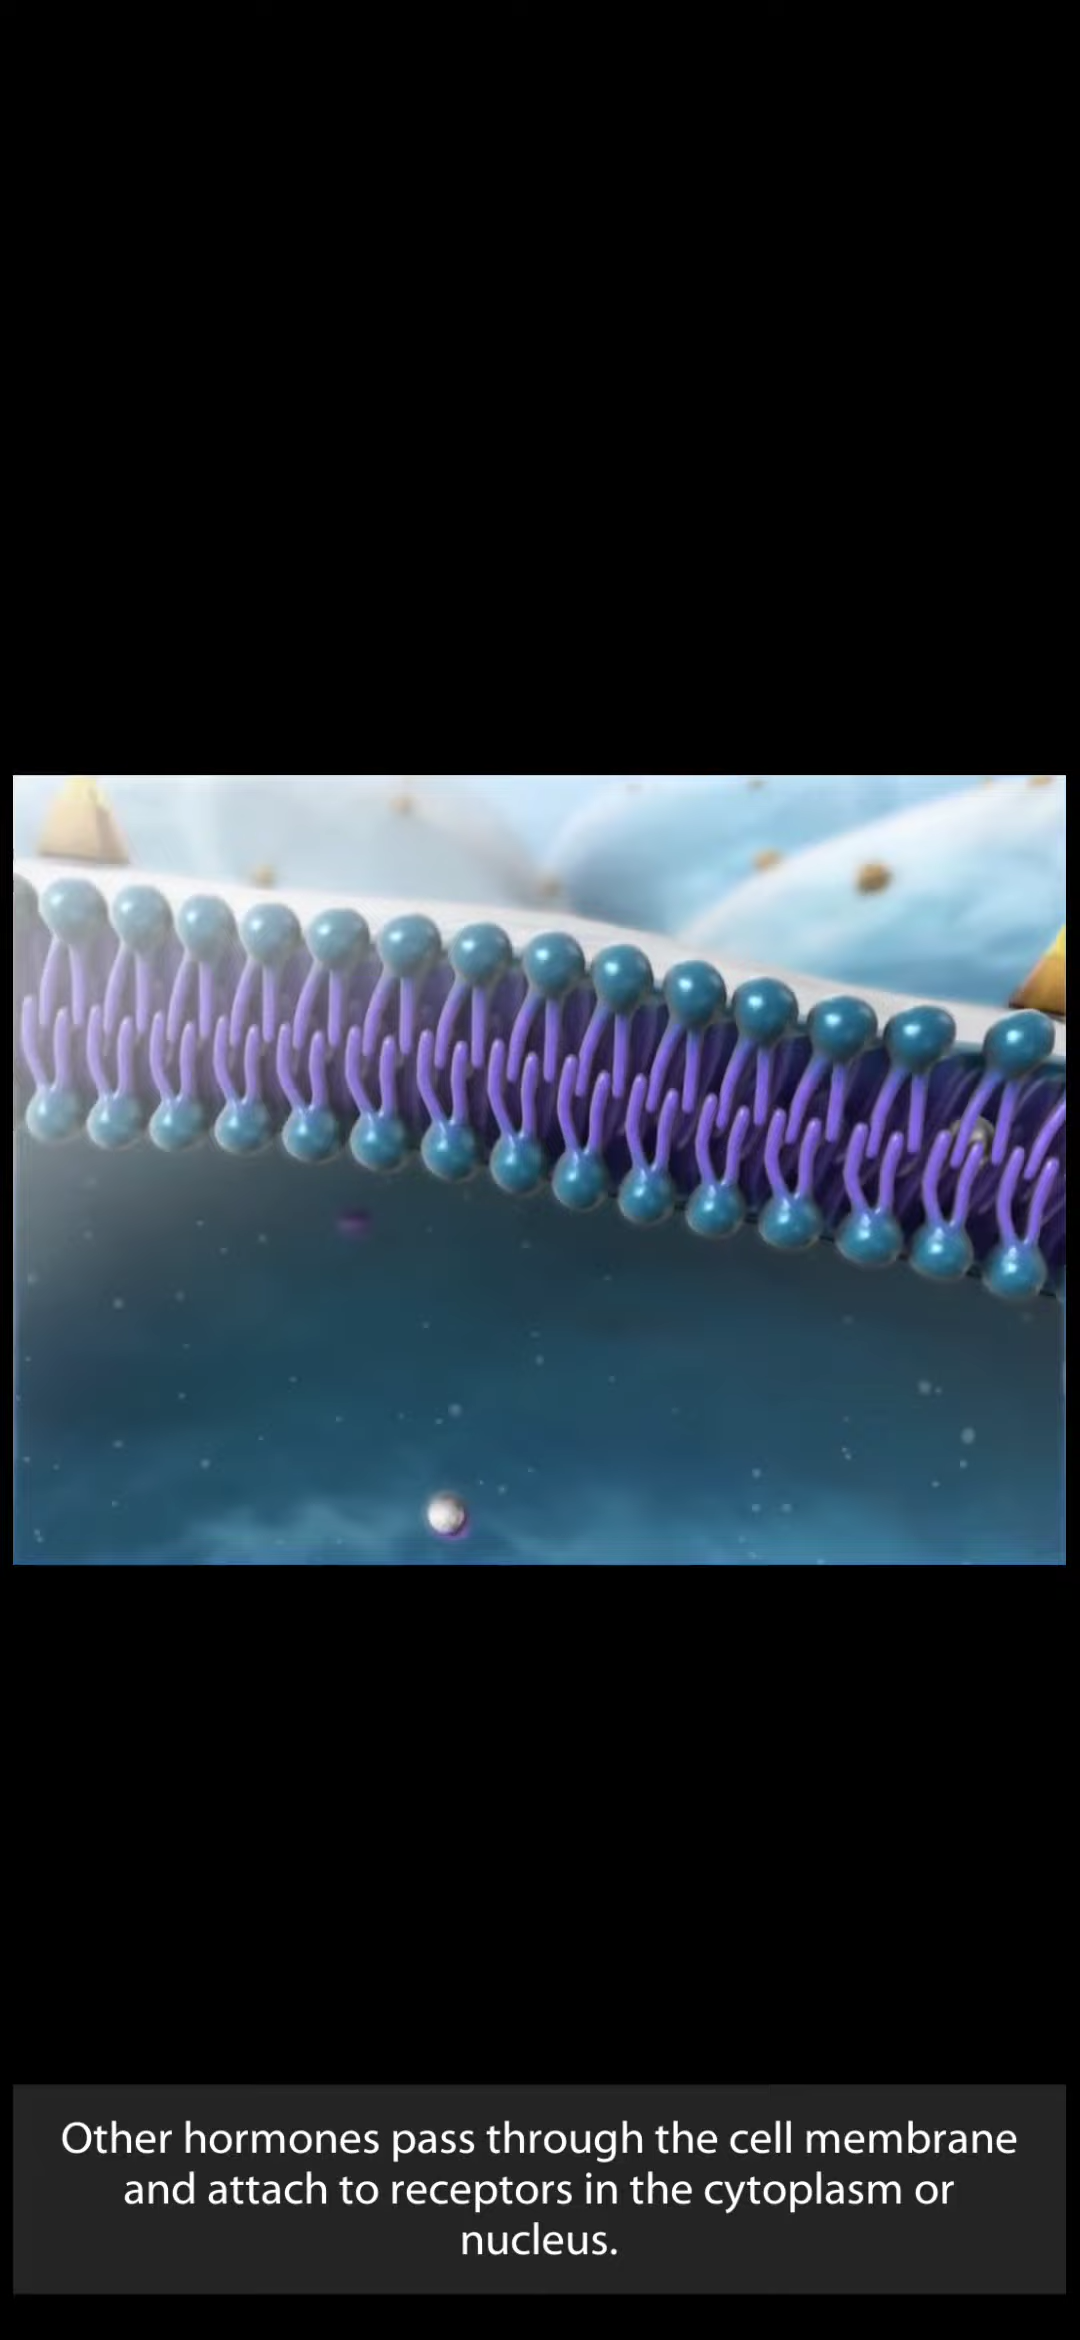 Other hormones pass through the cell membrane
and attach to receptors in the cytoplasm or
nucleus.